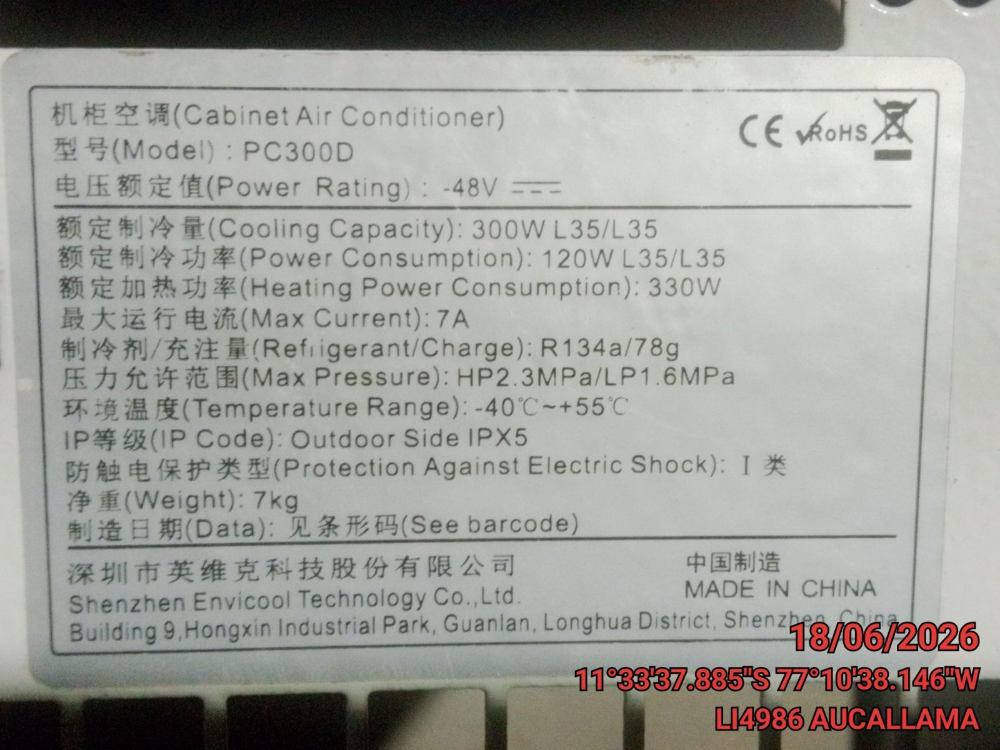 机柜空调(Cabinet Air Conditioner)
CE RoHS
型号(Model) : PC300D
电压额定值(Power Rating) : -48V
额定制冷量(Cooling Capacity): 300W L35/L35
额定制冷功率(Power Consumption): 120W L35/L35
额定加热功率(Heating Power Consumption): 330W
最大运行电流(Max Current): 7A
制冷剂/充注量(Refrigerant/Charge): R134a/78g
压力允许范围(Max Pressure): HP2.3MPa/LP1.6MPa
环境温度(Temperature Range): -40℃~+55℃
IP等级(IP Code): Outdoor Side IPX5
防触电保护类型(Protection Against Electric Shock): I 类
净重(Weight): 7kg
制造日期(Data): 见条形码(See barcode)
深圳市英维克科技股份有限公司
Shenzhen Envicool Technology Co.,Ltd.
中国制造
MADE IN CHINA
Building 9,Hongxin Industrial Park, Guanlan, Longhua District, Shenzhen, China
18/06/2026
11°33'37.885"S 77°10'38.146"W
LI4986 AUCALLAMA